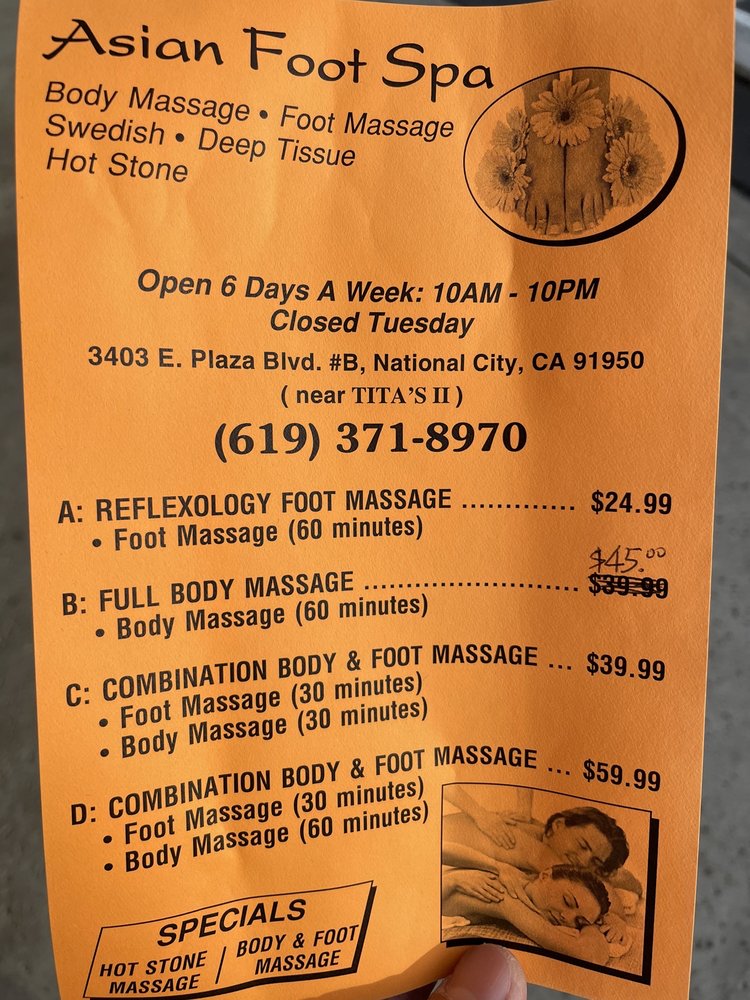 Asian Foot Spa
Body Massage • Foot Massage
Swedish • Deep Tissue
Hot Stone
Open 6 Days A Week: 10AM - 10PM
Closed Tuesday
3403 E. Plaza Blvd. #B, National City, CA 91950
( near TITA'S II )
(619) 371-8970
A: REFLEXOLOGY FOOT MASSAGE ............. $24.99
• Foot Massage (60 minutes)
$45.00
B: FULL BODY MASSAGE ............................ $39.99
• Body Massage (60 minutes)
C: COMBINATION BODY & FOOT MASSAGE ... $39.99
• Foot Massage (30 minutes)
• Body Massage (30 minutes)
D: COMBINATION BODY & FOOT MASSAGE ... $59.99
• Foot Massage (30 minutes)
• Body Massage (60 minutes)
SPECIALS
HOT STONE MASSAGE / BODY & FOOT MASSAGE